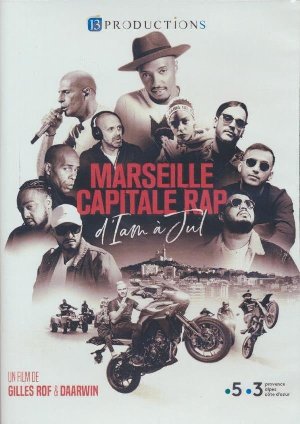 13 PRODUCTIONS
MARSEILLE
CAPITALE RAP
d'Iam à Jul
UN FILM DE
GILLES ROF & DAARWIN
•5 •3 provence
alpes
côte d'azur